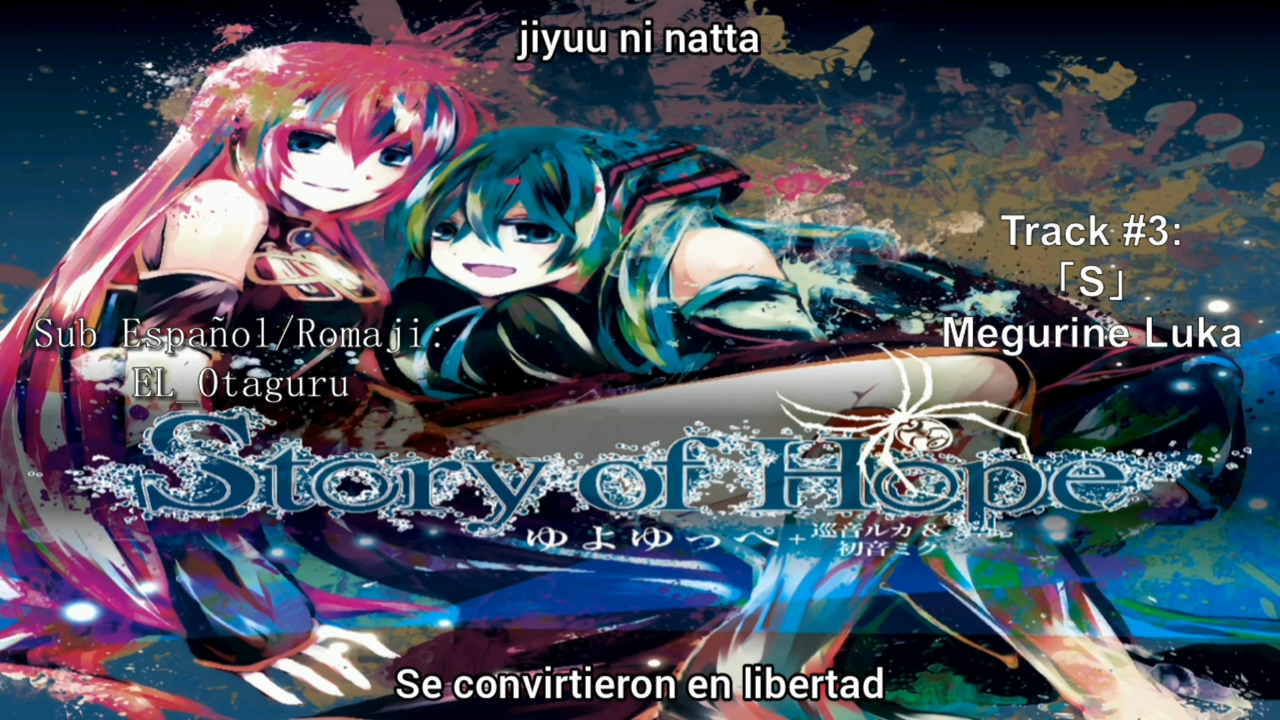 jiyuu ni natta
Track #3:
「S」
Megurine Luka
Sub Español/Romaji:
EL_Otaguru
Story of Hope
ゆよゆっぺ+巡音ルカ &
初音ミク
Se convirtieron en libertad